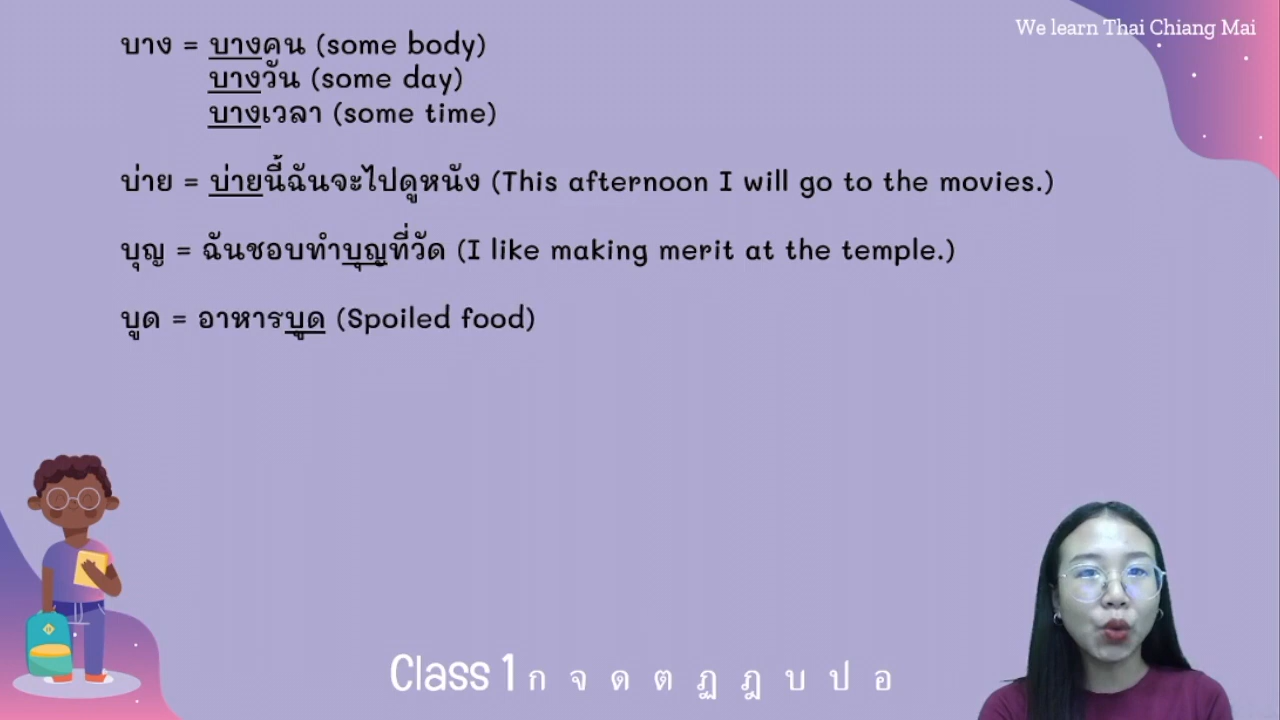 We learn Thai Chiang Mai
บาง = บางคน (some body)
บางวัน (some day)
บางเวลา (some time)
บ่าย = บ่ายนี้ฉันจะไปดูหนัง (This afternoon I will go to the movies.)
บุญ = ฉันชอบทำบุญที่วัด (I like making merit at the temple.)
บูด = อาหารบูด (Spoiled food)
Class 1 ก จ ด ต ฏ ฎ บ ป อ